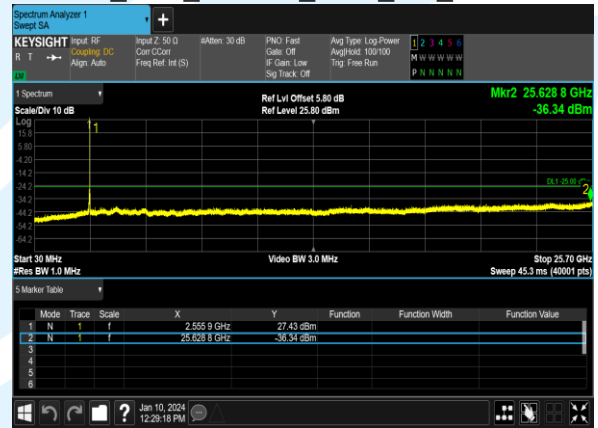 Spectrum Analyzer 1
Swept SA
+
KEYSIGHT Input: RF Input Z: 50 Ω #Atten: 30 dB PNO: Fast Avg Type: Log-Power 1 2 3 4 5 6
R T Coupling: DC Corr CCorr Gate: Off Avg|Hold: 100/100 M W W W W W
Align: Auto Freq Ref: Int (S) IF Gain: Low Trig: Free Run P N N N N N
LW Sig Track: Off
1 Spectrum Ref Lvl Offset 5.80 dB Mkr2 25.628 8 GHz
Scale/Div 10 dB Ref Level 25.80 dBm -36.34 dBm
Log
15.8
5.80
-4.20
-14.2
-24.2
-34.2
-44.2
-54.2
-64.2
1
DL1 -25.00 dBm
2
Start 30 MHz Video BW 3.0 MHz Stop 25.70 GHz
#Res BW 1.0 MHz Sweep 45.3 ms (40001 pts)
5 Marker Table
Mode Trace Scale X Y Function Function Width Function Value
1 N 1 f 2.555 9 GHz 27.43 dBm
2 N 1 f 25.628 8 GHz -36.34 dBm
3
4
5
6
? Jan 10, 2024
12:29:18 PM